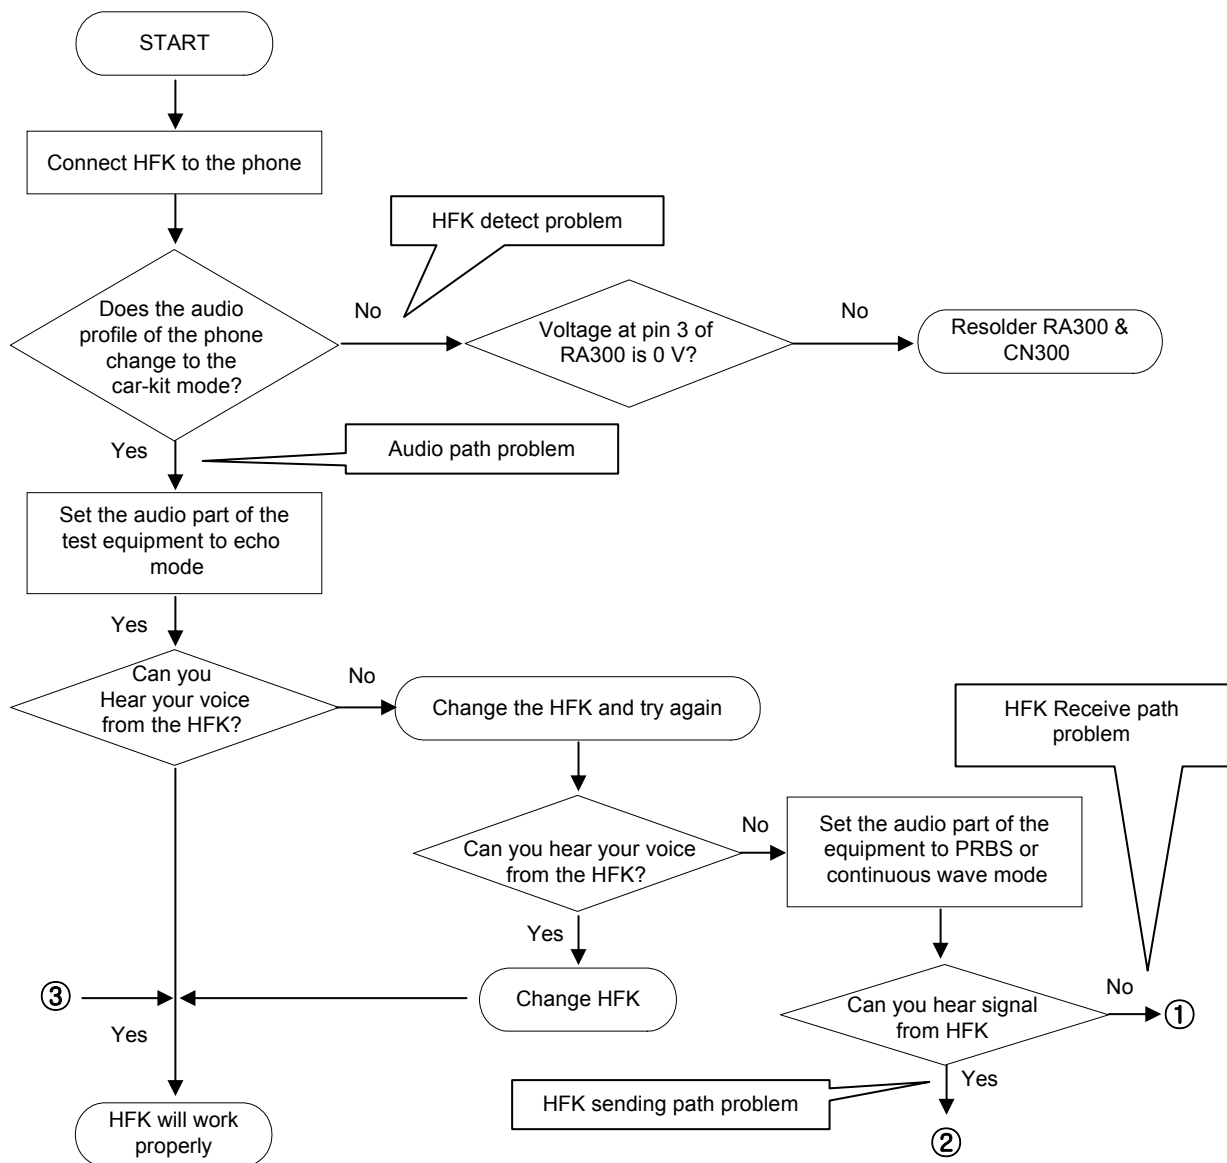 START
Connect HFK to the phone
HFK detect problem
Does the audio
profile of the phone
change to the
car-kit mode?
No
Voltage at pin 3 of
RA300 is 0 V?
No
Resolder RA300 &
CN300
Yes
Audio path problem
Set the audio part of the
test equipment to echo
mode
Yes
Can you
Hear your voice
from the HFK?
No
Change the HFK and try again
HFK Receive path
problem
Can you hear your voice
from the HFK?
No
Set the audio part of the
equipment to PRBS or
continuous wave mode
Yes
③
Change HFK
Can you hear signal
from HFK
No
①
Yes
Yes
HFK sending path problem
②
HFK will work
properly